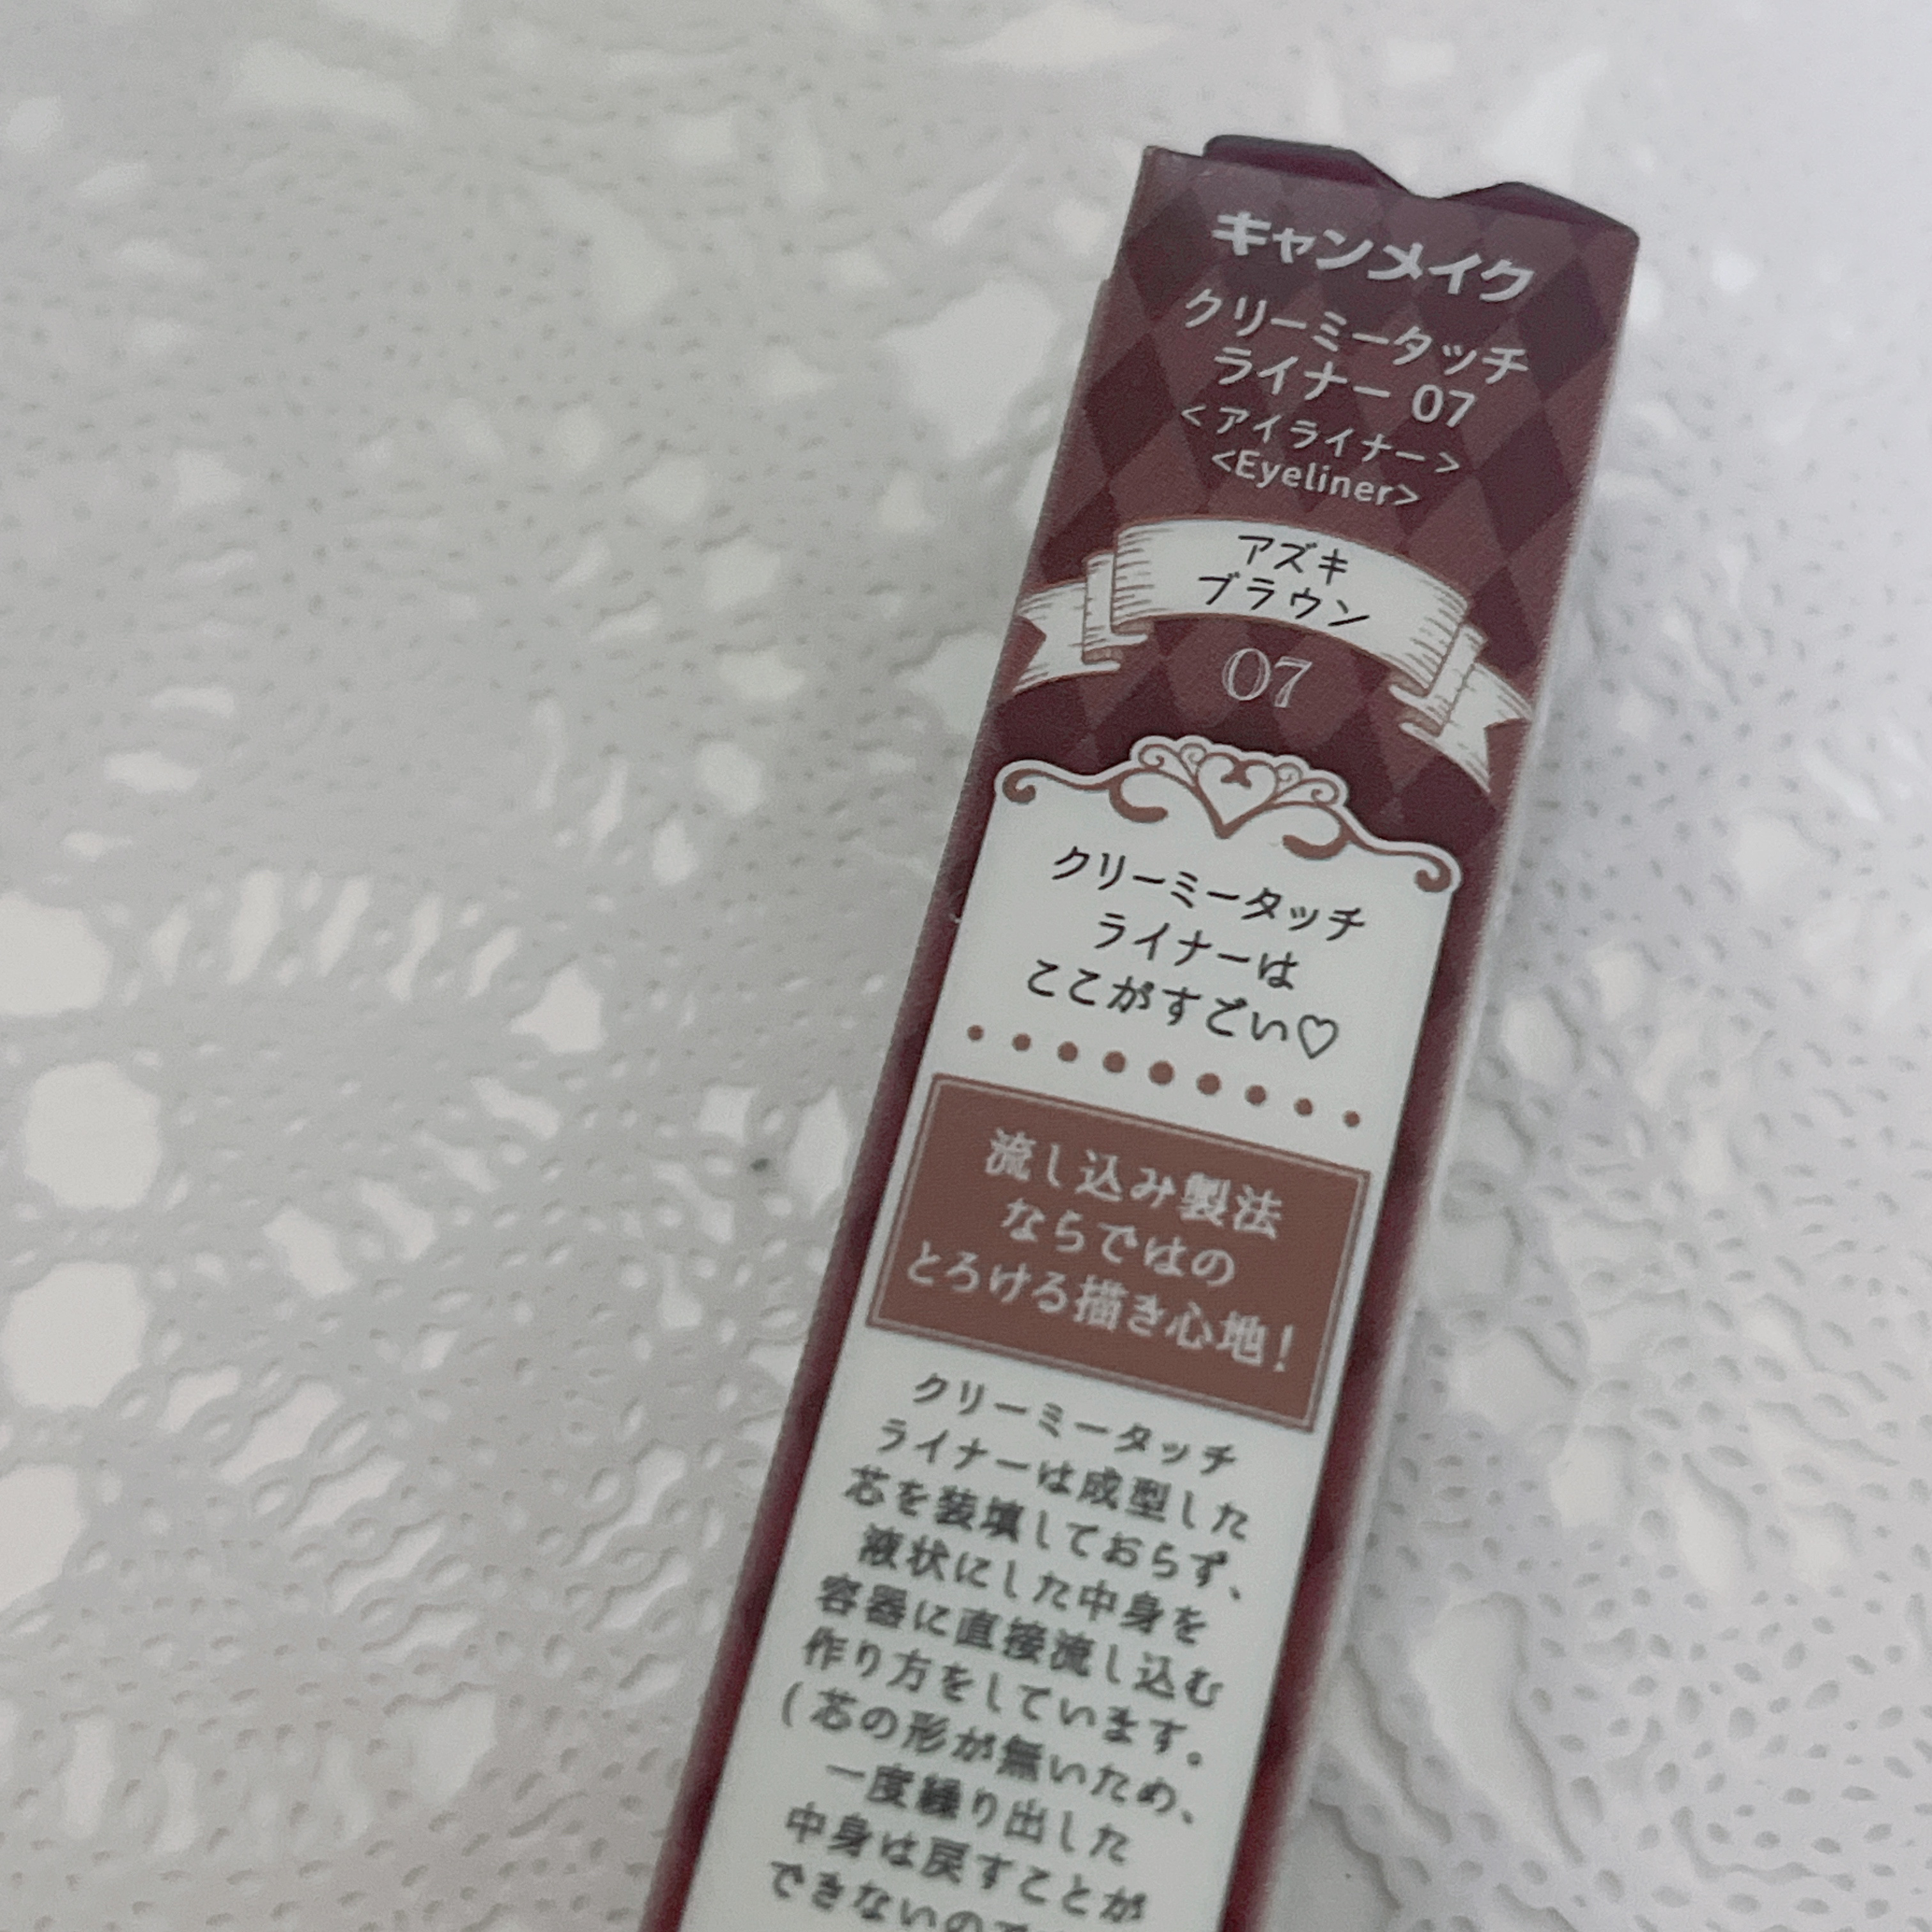 キャンメイク
クリーミータッチ
ライナー 07
<アイライナー>
<Eyeliner>
アズキ
ブラウン
07
クリーミータッチ
ライナーは
ここがすごい♡
流し込み製法
ならではの
とろける描き心地!
クリーミータッチ
ライナーは成型した
芯を装填しておらず、
液状にした中身を
容器に直接流し込む
作り方をしています。
(芯の形が無いため、
一度繰り出した
中身は戻すことが
できないので